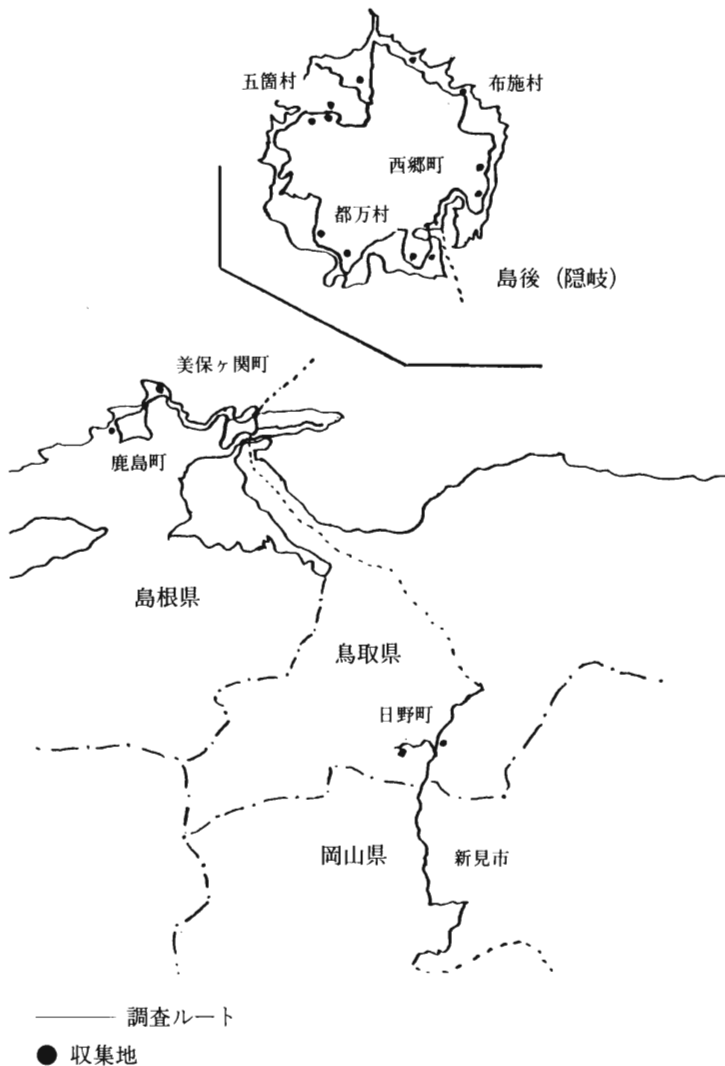 五箇村
布施村
西郷町
都万村
島後（隠岐）
美保ヶ関町
鹿島町
島根県
鳥取県
日野町
岡山県
新見市
調査ルート
収集地